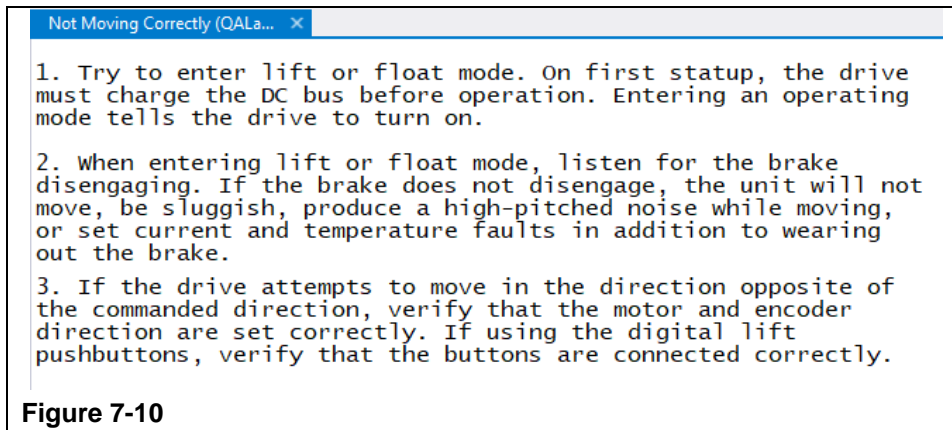 Not Moving Correctly (QALa... ×
1. Try to enter lift or float mode. On first statup, the drive
must charge the DC bus before operation. Entering an operating
mode tells the drive to turn on.
2. When entering lift or float mode, listen for the brake
disengaging. If the brake does not disengage, the unit will not
move, be sluggish, produce a high-pitched noise while moving,
or set current and temperature faults in addition to wearing
out the brake.
3. If the drive attempts to move in the direction opposite of
the commanded direction, verify that the motor and encoder
direction are set correctly. If using the digital lift
pushbuttons, verify that the buttons are connected correctly.
Figure 7-10